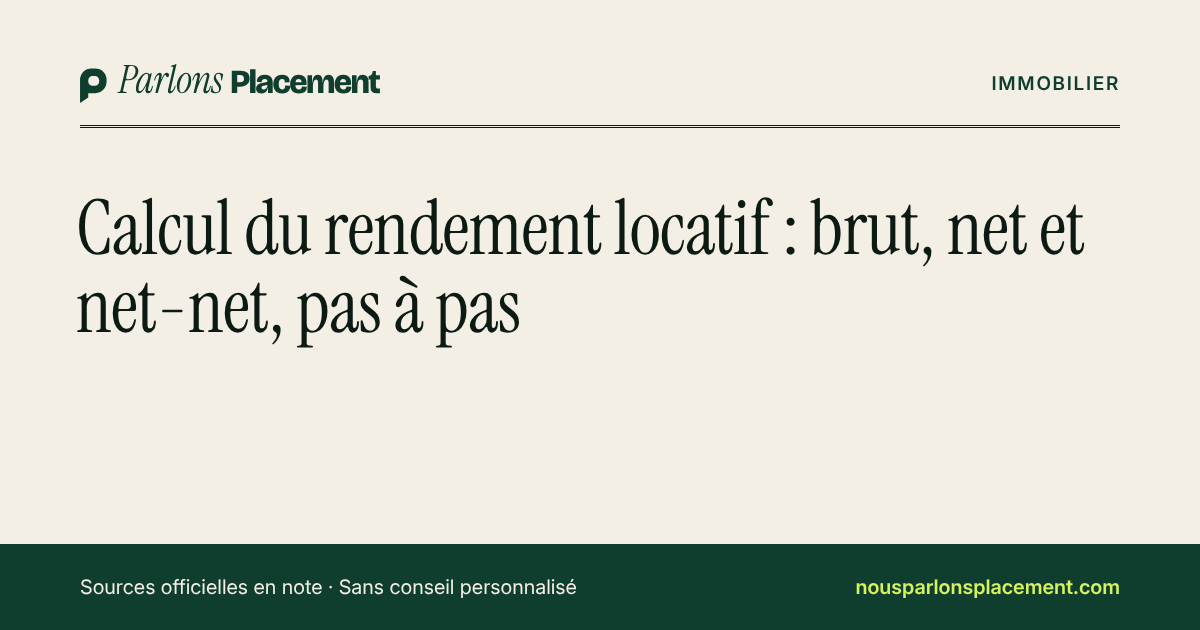 Parlons Placement
IMMOBILIER
Calcul du rendement locatif : brut, net et
net-net, pas à pas
Sources officielles en note · Sans conseil personnalisé
nousparlonsplacement.com